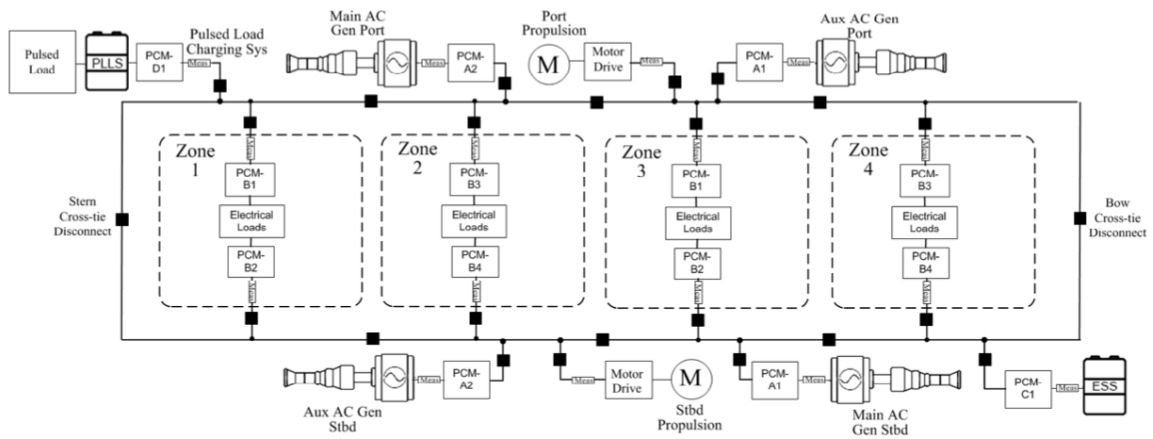 Pulsed
Load
PLLS
PCM-
D1
Meas
Pulsed Load
Charging Sys
Main AC
Gen Port
Meas
PCM-
A2
Port
Propulsion
M
Motor
Drive
Meas
PCM-
A1
Meas
Aux AC Gen
Port
Zone
1
Meas
PCM-
B1
Electrical
Loads
PCM-
B2
Meas
Zone
2
Meas
PCM-
B3
Electrical
Loads
PCM-
B4
Meas
Zone
3
Meas
PCM-
B1
Electrical
Loads
PCM-
B2
Meas
Zone
4
Meas
PCM-
B3
Electrical
Loads
PCM-
B4
Meas
Stern
Cross-tie
Disconnect
Bow
Cross-tie
Disconnect
Aux AC Gen
Stbd
Meas
PCM-
A2
Meas
Motor
Drive
M
Stbd
Propulsion
PCM-
A1
Meas
Main AC
Gen Stbd
PCM-
C1
Meas
ESS